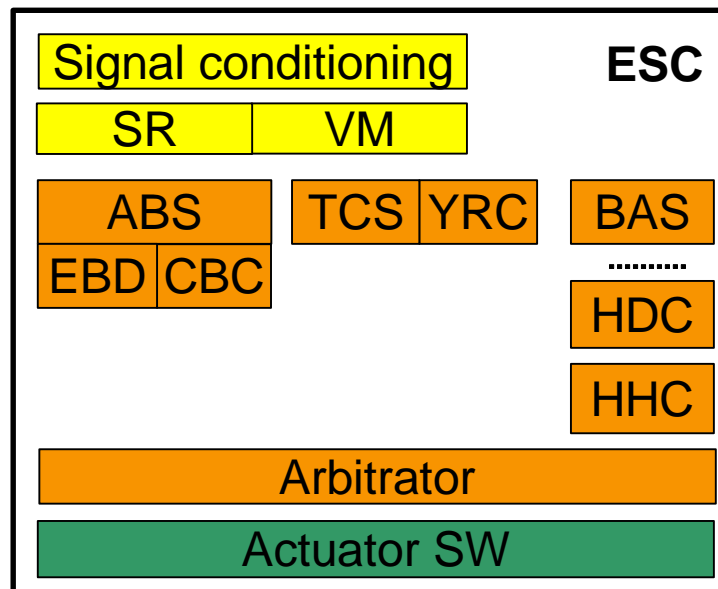 Signal conditioning ESC
SR VM
ABS TCS YRC BAS
EBD CBC ..........
HDC
HHC
Arbitrator
Actuator SW